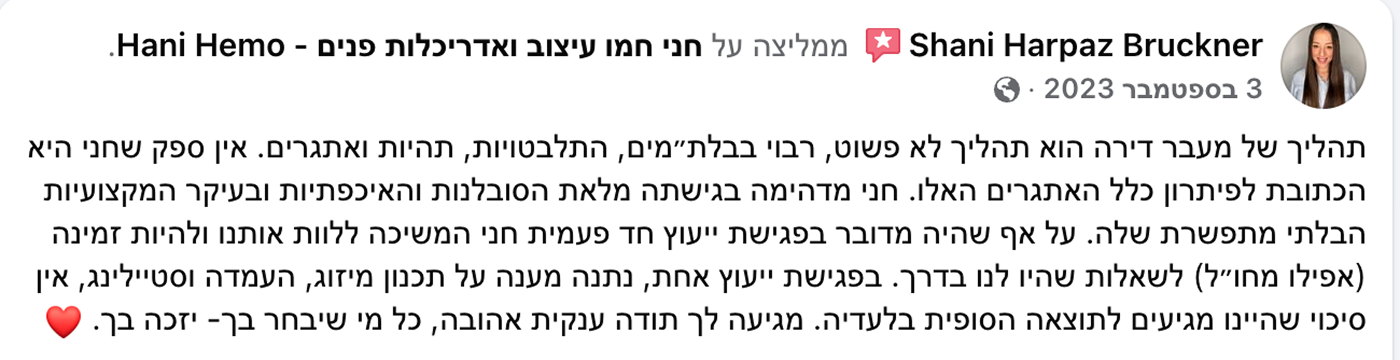 Shani Harpaz Bruckner ממליצה על חני חמו עיצוב ואדריכלות פנים - Hani Hemo.
3 בספטמבר 2023 ·
תהליך של מעבר דירה הוא תהליך לא פשוט, רבוי בבלת״מים, התלבטויות, תהיות ואתגרים. אין ספק שחני היא
הכתובת לפיתרון כלל האתגרים האלו. חני מדהימה בגישתה מלאת הסובלנות והאיכפתיות ובעיקר המקצועיות
הבלתי מתפשרת שלה. על אף שהיה מדובר בפגישת ייעוץ חד פעמית חני המשיכה ללוות אותנו ולהיות זמינה
(אפילו מחו״ל) לשאלות שהיו לנו בדרך. בפגישת ייעוץ אחת, נתנה מענה על תכנון מיזוג, העמדה וסטיילינג, אין
סיכוי שהיינו מגיעים לתוצאה הסופית בלעדיה. מגיעה לך תודה ענקית אהובה, כל מי שיבחר בך- יזכה בך. ❤️